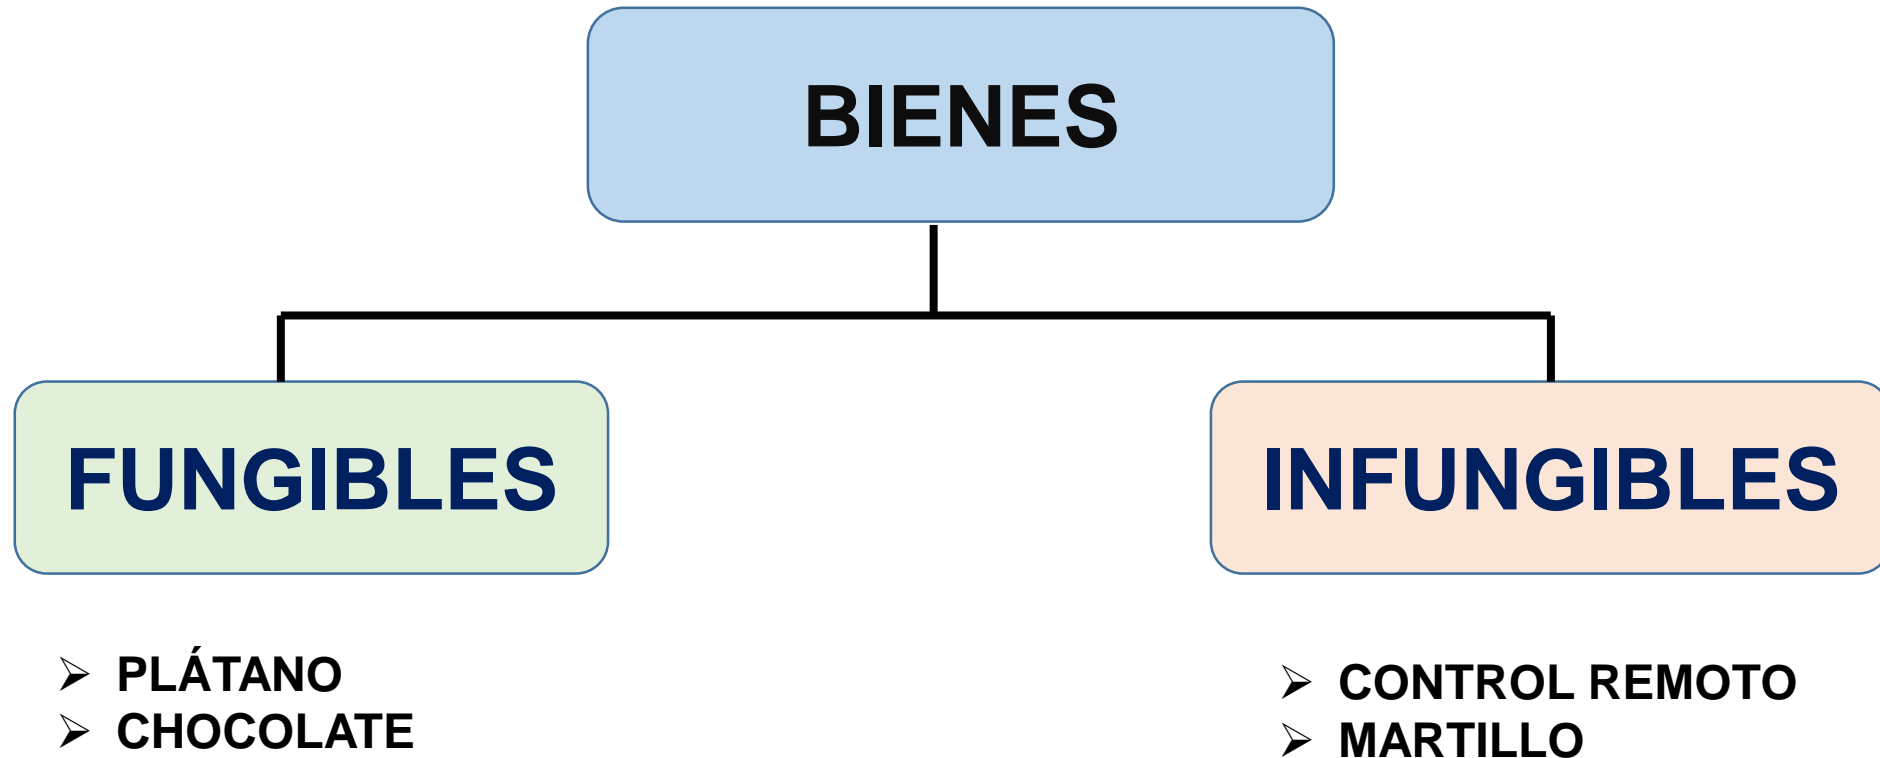 BIENES
FUNGIBLES
INFUNGIBLES
➢ PLÁTANO
➢ CHOCOLATE
➢ CONTROL REMOTO
➢ MARTILLO